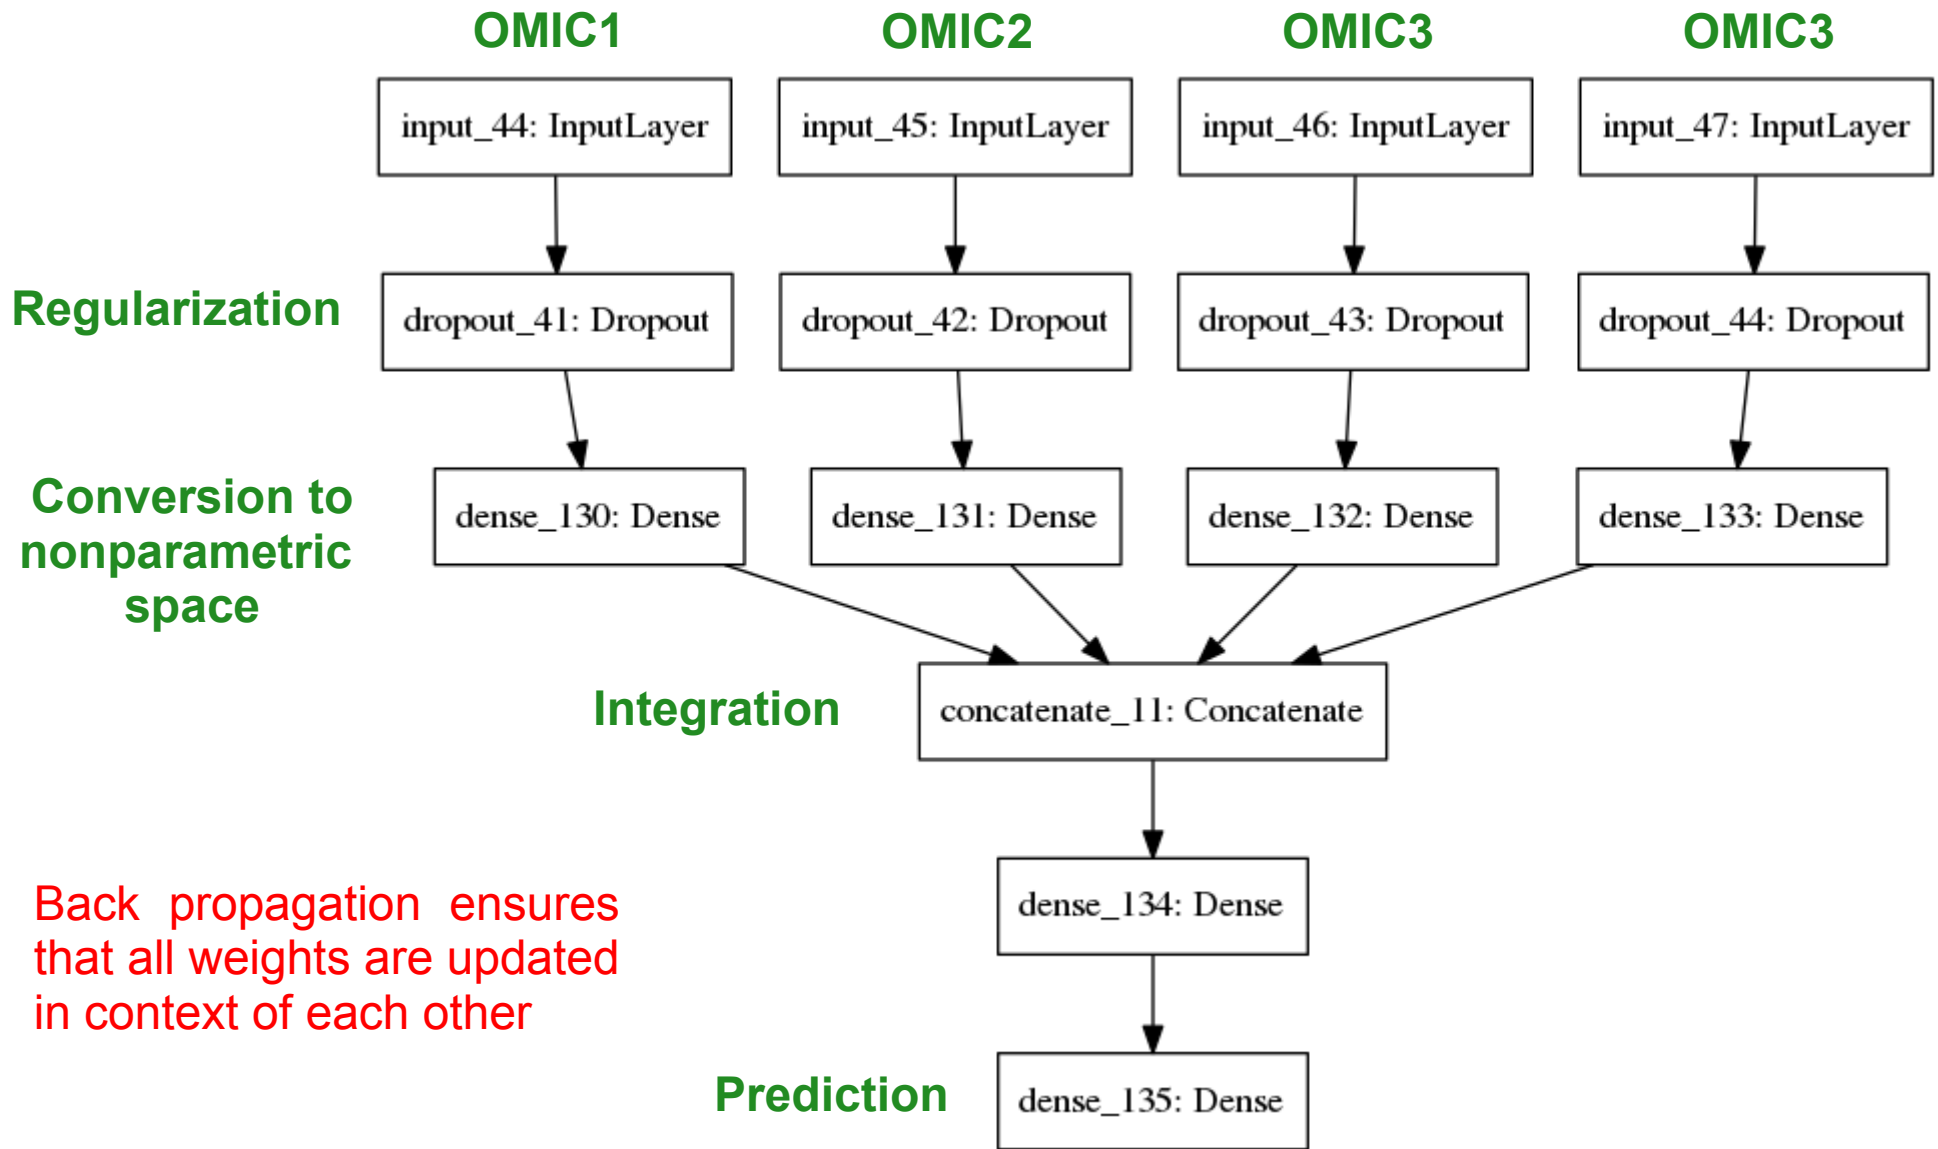 OMIC1 OMIC2 OMIC3 OMIC3
input_44: InputLayer input_45: InputLayer input_46: InputLayer input_47: InputLayer
Regularization
dropout_41: Dropout dropout_42: Dropout dropout_43: Dropout dropout_44: Dropout
Conversion to
nonparametric
space
dense_130: Dense dense_131: Dense dense_132: Dense dense_133: Dense
Integration
concatenate_11: Concatenate
dense_134: Dense
Back propagation ensures
that all weights are updated
in context of each other
Prediction
dense_135: Dense